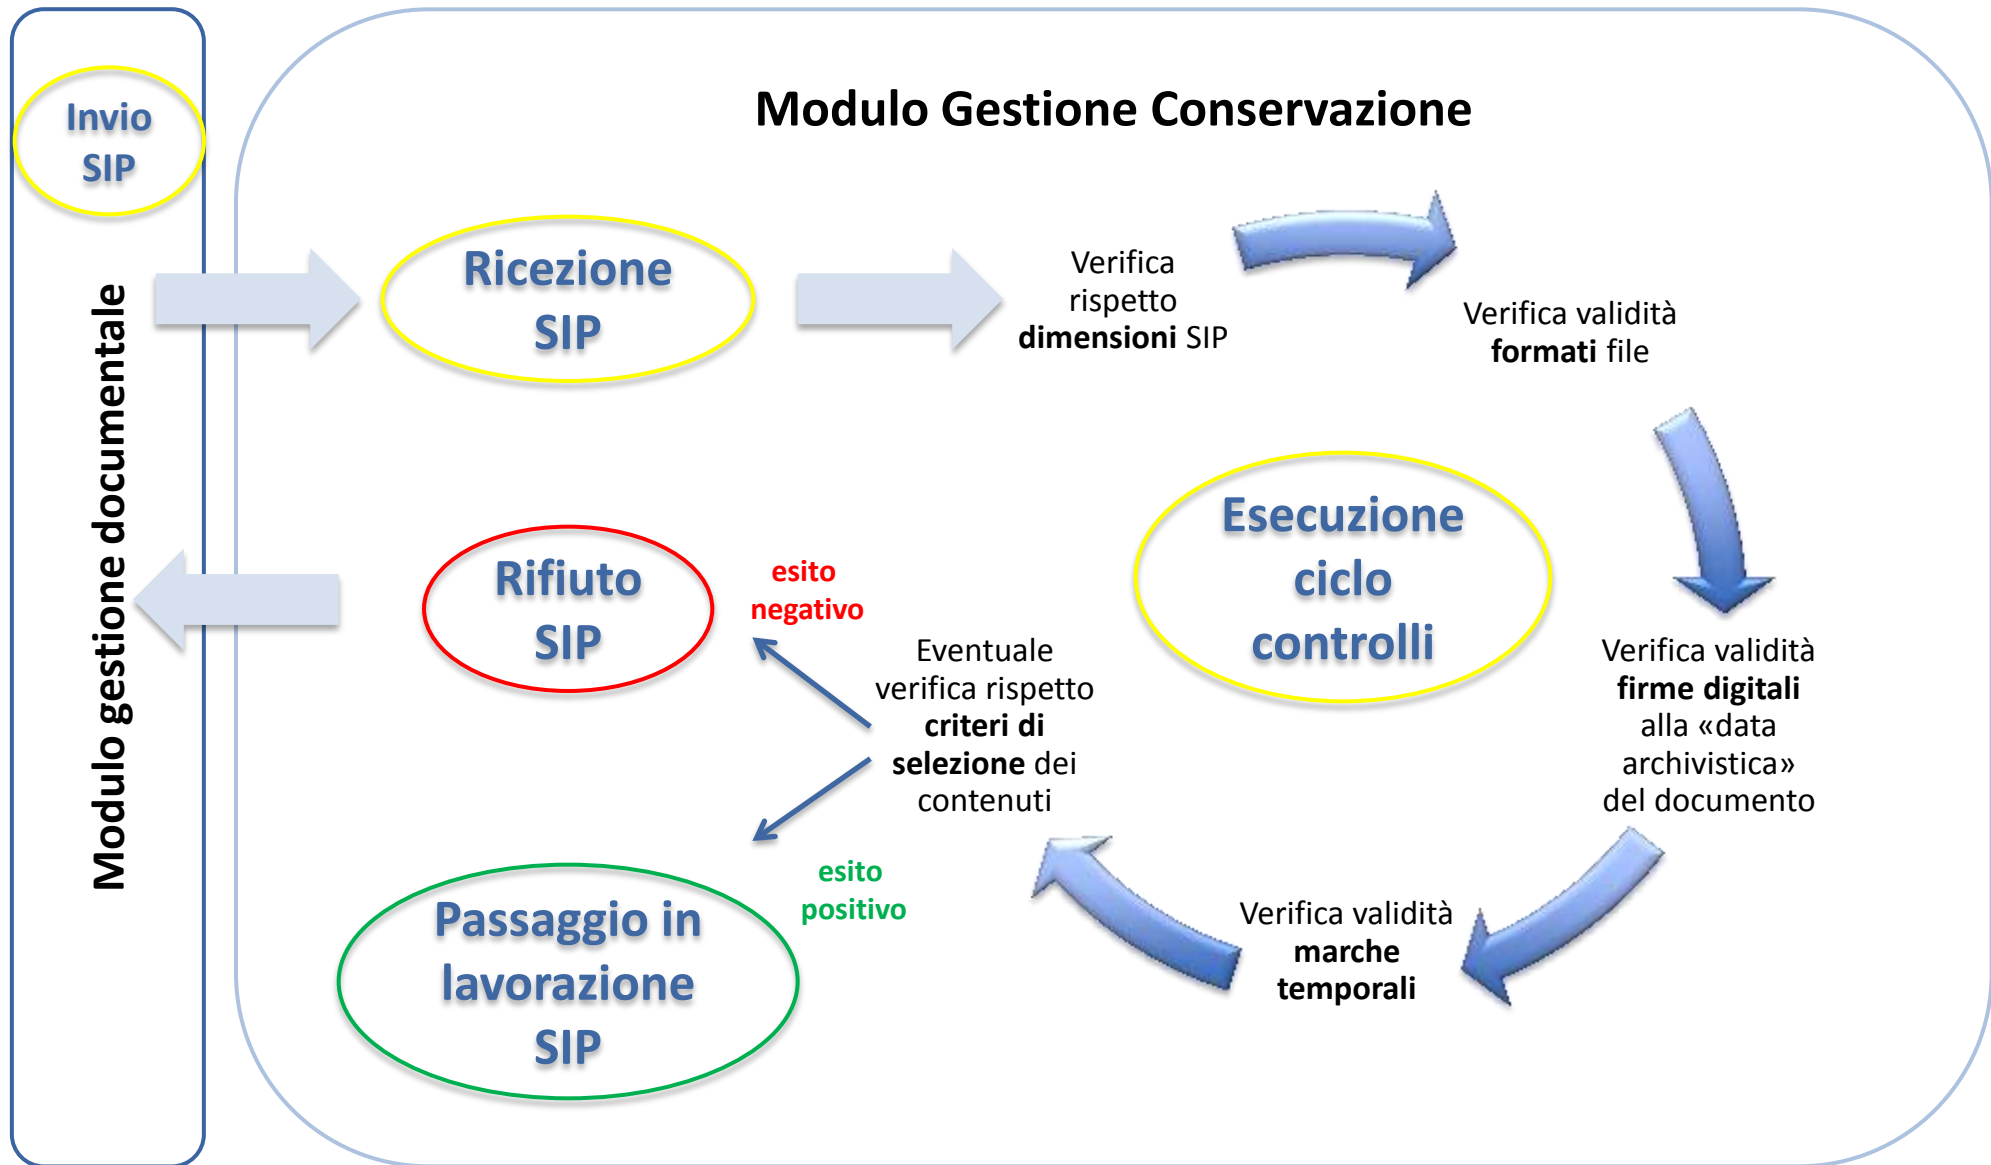 Invio
SIP
Modulo gestione documentale
Modulo Gestione Conservazione
Ricezione
SIP
Verifica
rispetto
dimensioni SIP
Verifica validità
formati file
Esecuzione
ciclo
controlli
Verifica validità
firme digitali
alla «data
archivistica»
del documento
Verifica validità
marche
temporali
Eventuale
verifica rispetto
criteri di
selezione dei
contenuti
esito
negativo
Rifiuto
SIP
esito
positivo
Passaggio in
lavorazione
SIP